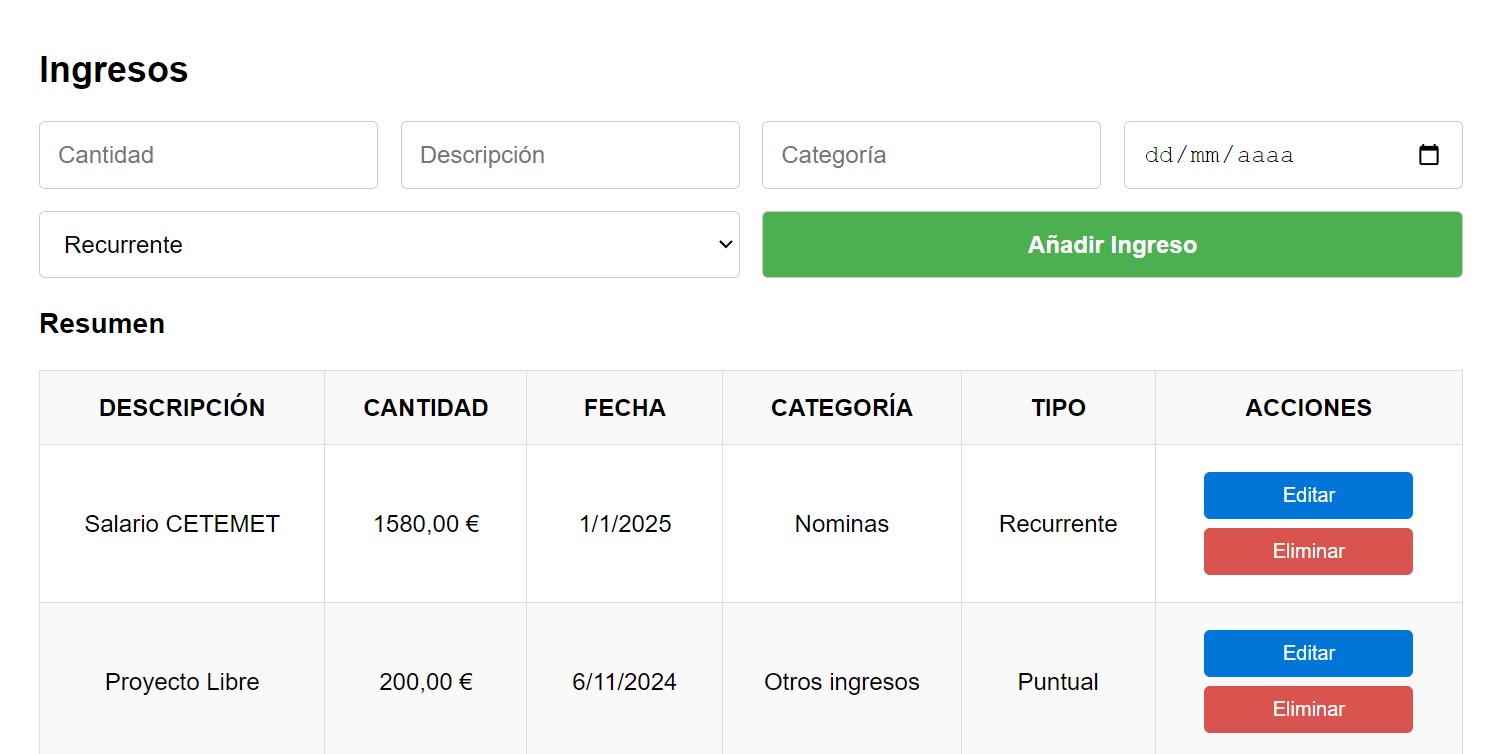 Ingresos
Cantidad Descripción Categoría dd/mm/aaaa
Recurrente Añadir Ingreso
Resumen
DESCRIPCIÓN CANTIDAD FECHA CATEGORÍA TIPO ACCIONES
Editar
Salario CETEMET 1580,00 € 1/1/2025 Nominas Recurrente
Eliminar
Editar
Proyecto Libre 200,00 € 6/11/2024 Otros ingresos Puntual
Eliminar